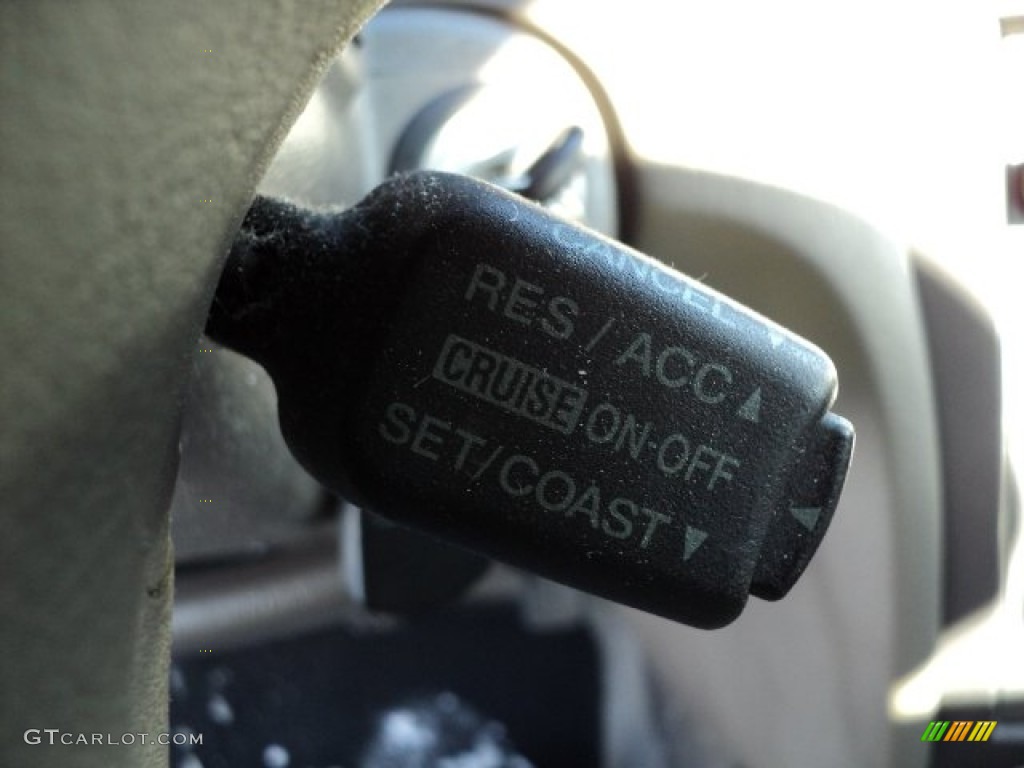 CANCEL
RES / ACC ▲
CRUISE ON·OFF
SET/COAST ▼
GTCARLOT.COM